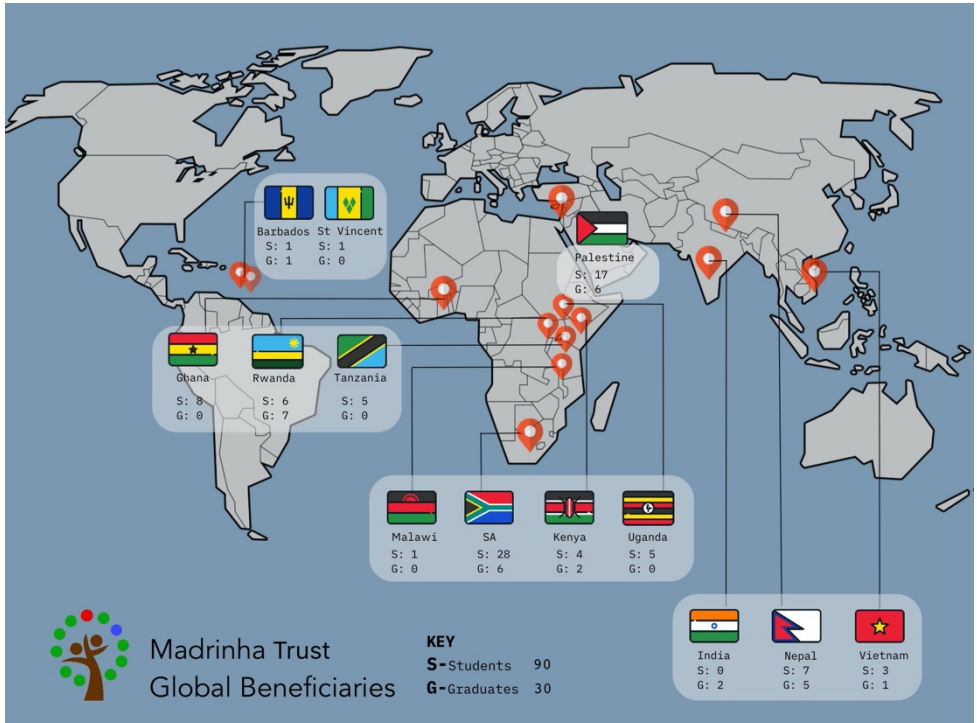 Barbados St Vincent
S: 1 S: 1
G: 1 G: 0
Palestine
S: 17
G: 6
Ghana Rwanda Tanzania
S: 8 S: 6 S: 5
G: 0 G: 7 G: 0
Malawi SA Kenya Uganda
S: 1 S: 28 S: 4 S: 5
G: 0 G: 6 G: 2 G: 0
India Nepal Vietnam
S: 0 S: 7 S: 3
G: 2 G: 5 G: 1
Madrinha Trust
Global Beneficiaries
KEY
S-Students 90
G-Graduates 30